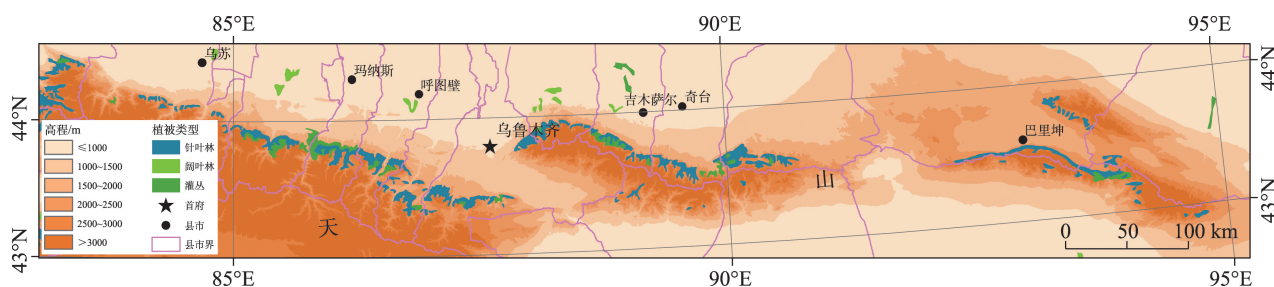 85°E 90°E 95°E
44°N
44°N
43°N
43°N
乌苏
玛纳斯
呼图壁
吉木萨尔
奇台
乌鲁木齐
巴里坤
天
山
高程/m
≤1000
1000~1500
1500~2000
2000~2500
2500~3000
>3000
植被类型
针叶林
阔叶林
灌丛
首府
县市
县市界
0 50 100 km
85°E 90°E 95°E